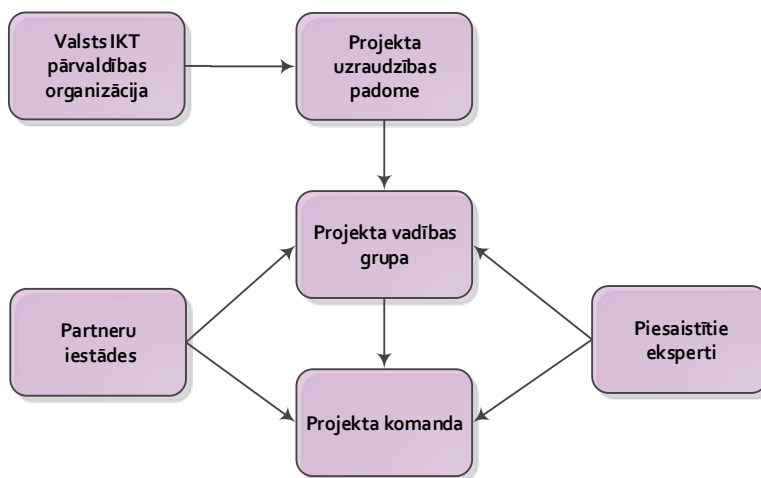 Valsts IKT
pārvaldības
organizācija
Projekta
uzraudzības
padome
Projekta vadības
grupa
Partneru
iestādes
Piesaistītie
eksperti
Projekta komanda